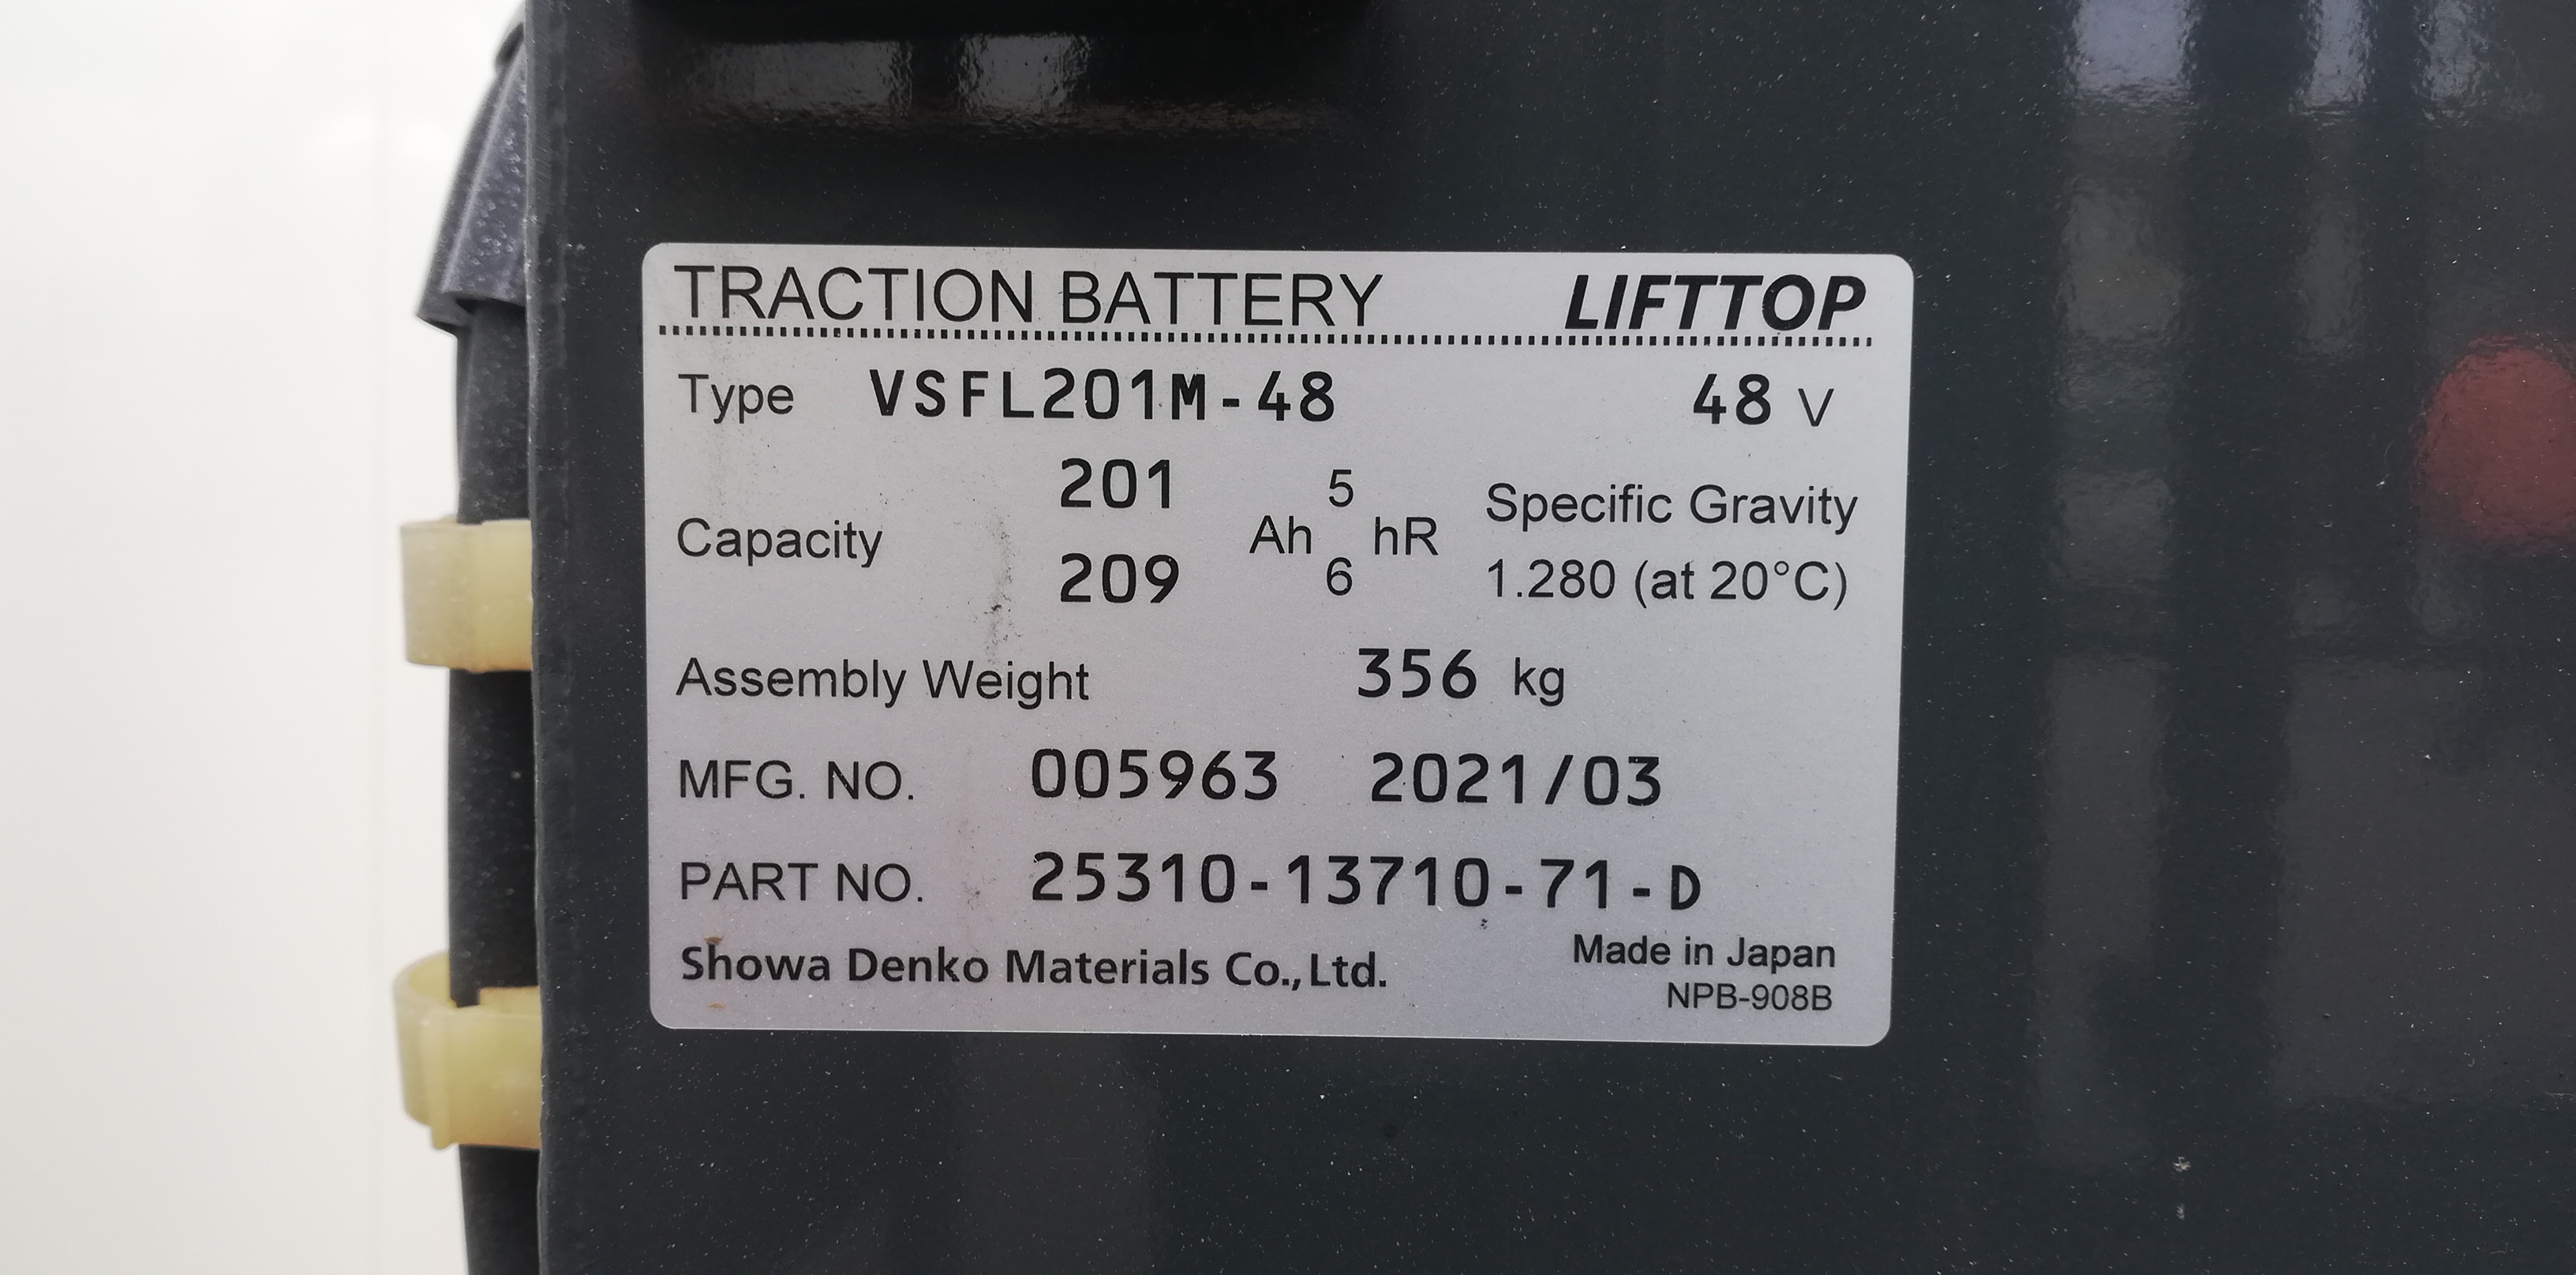 TRACTION BATTERY LIFTTOP
Type VSFL201M-48 48 V
201 5 Specific Gravity
Capacity Ah hR
209 6 1.280 (at 20°C)
Assembly Weight 356 kg
MFG. NO. 005963 2021/03
PART NO. 25310-13710-71-D
Showa Denko Materials Co.,Ltd. Made in Japan
NPB-908B